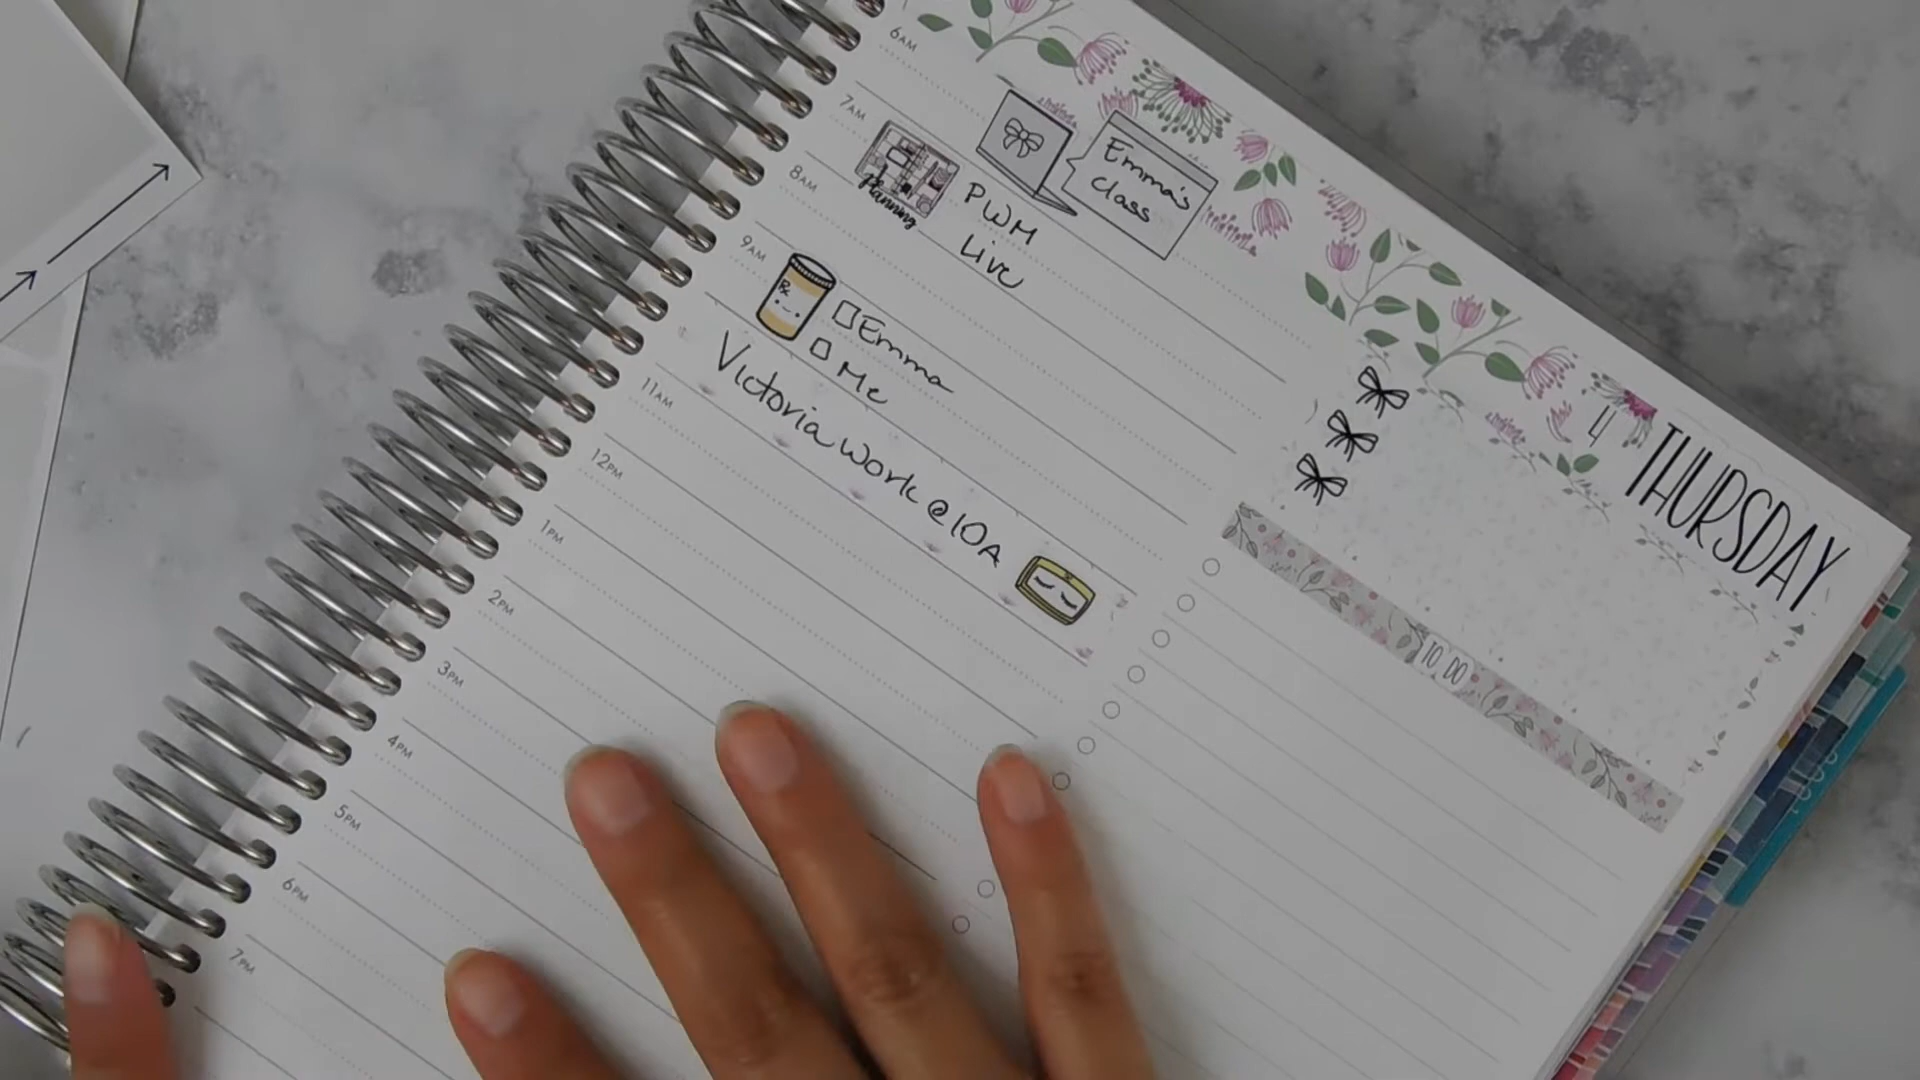 4 THURSDAY
6AM
7AM
Planning
PWM
Live
Emma's
Class
8AM
9AM
Rx
Emma
Me
Victoria Work @ 10A
11AM
12PM
1PM
2PM
3PM
4PM
5PM
6PM
7PM
TO DO